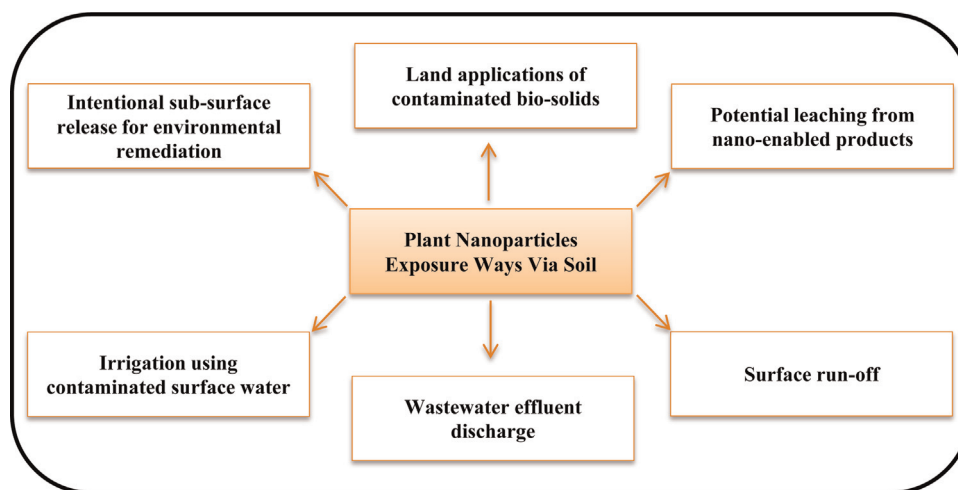 Intentional sub-surface
release for environmental
remediation
Land applications of
contaminated bio-solids
Potential leaching from
nano-enabled products
Plant Nanoparticles
Exposure Ways Via Soil
Irrigation using
contaminated surface water
Wastewater effluent
discharge
Surface run-off